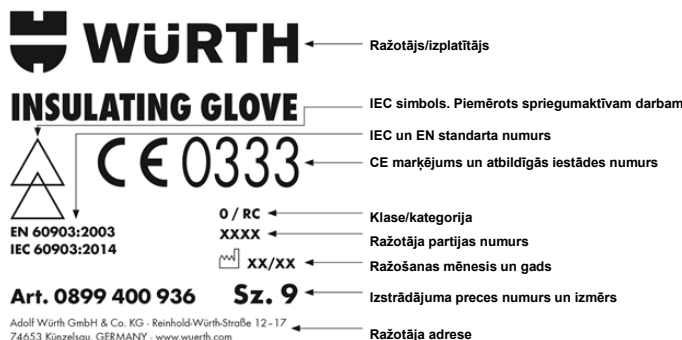 WÜRTH
Ražotājs/izplatītājs
INSULATING GLOVE
IEC simbols. Piemērots spriegumaktīvam darbam
IEC un EN standarta numurs
CE 0333
CE marķējums un atbildīgās iestādes numurs
EN 60903:2003
IEC 60903:2014
0 / RC
Klase/kategorija
XXXX
Ražotāja partijas numurs
XX/XX
Ražošanas mēnesis un gads
Art. 0899 400 936 Sz. 9
Izstrādājuma preces numurs un izmērs
Adolf Würth GmbH & Co. KG · Reinhold-Würth-Straße 12–17
74653 Künzelsau, GERMANY · www.wuerth.com
Ražotāja adrese